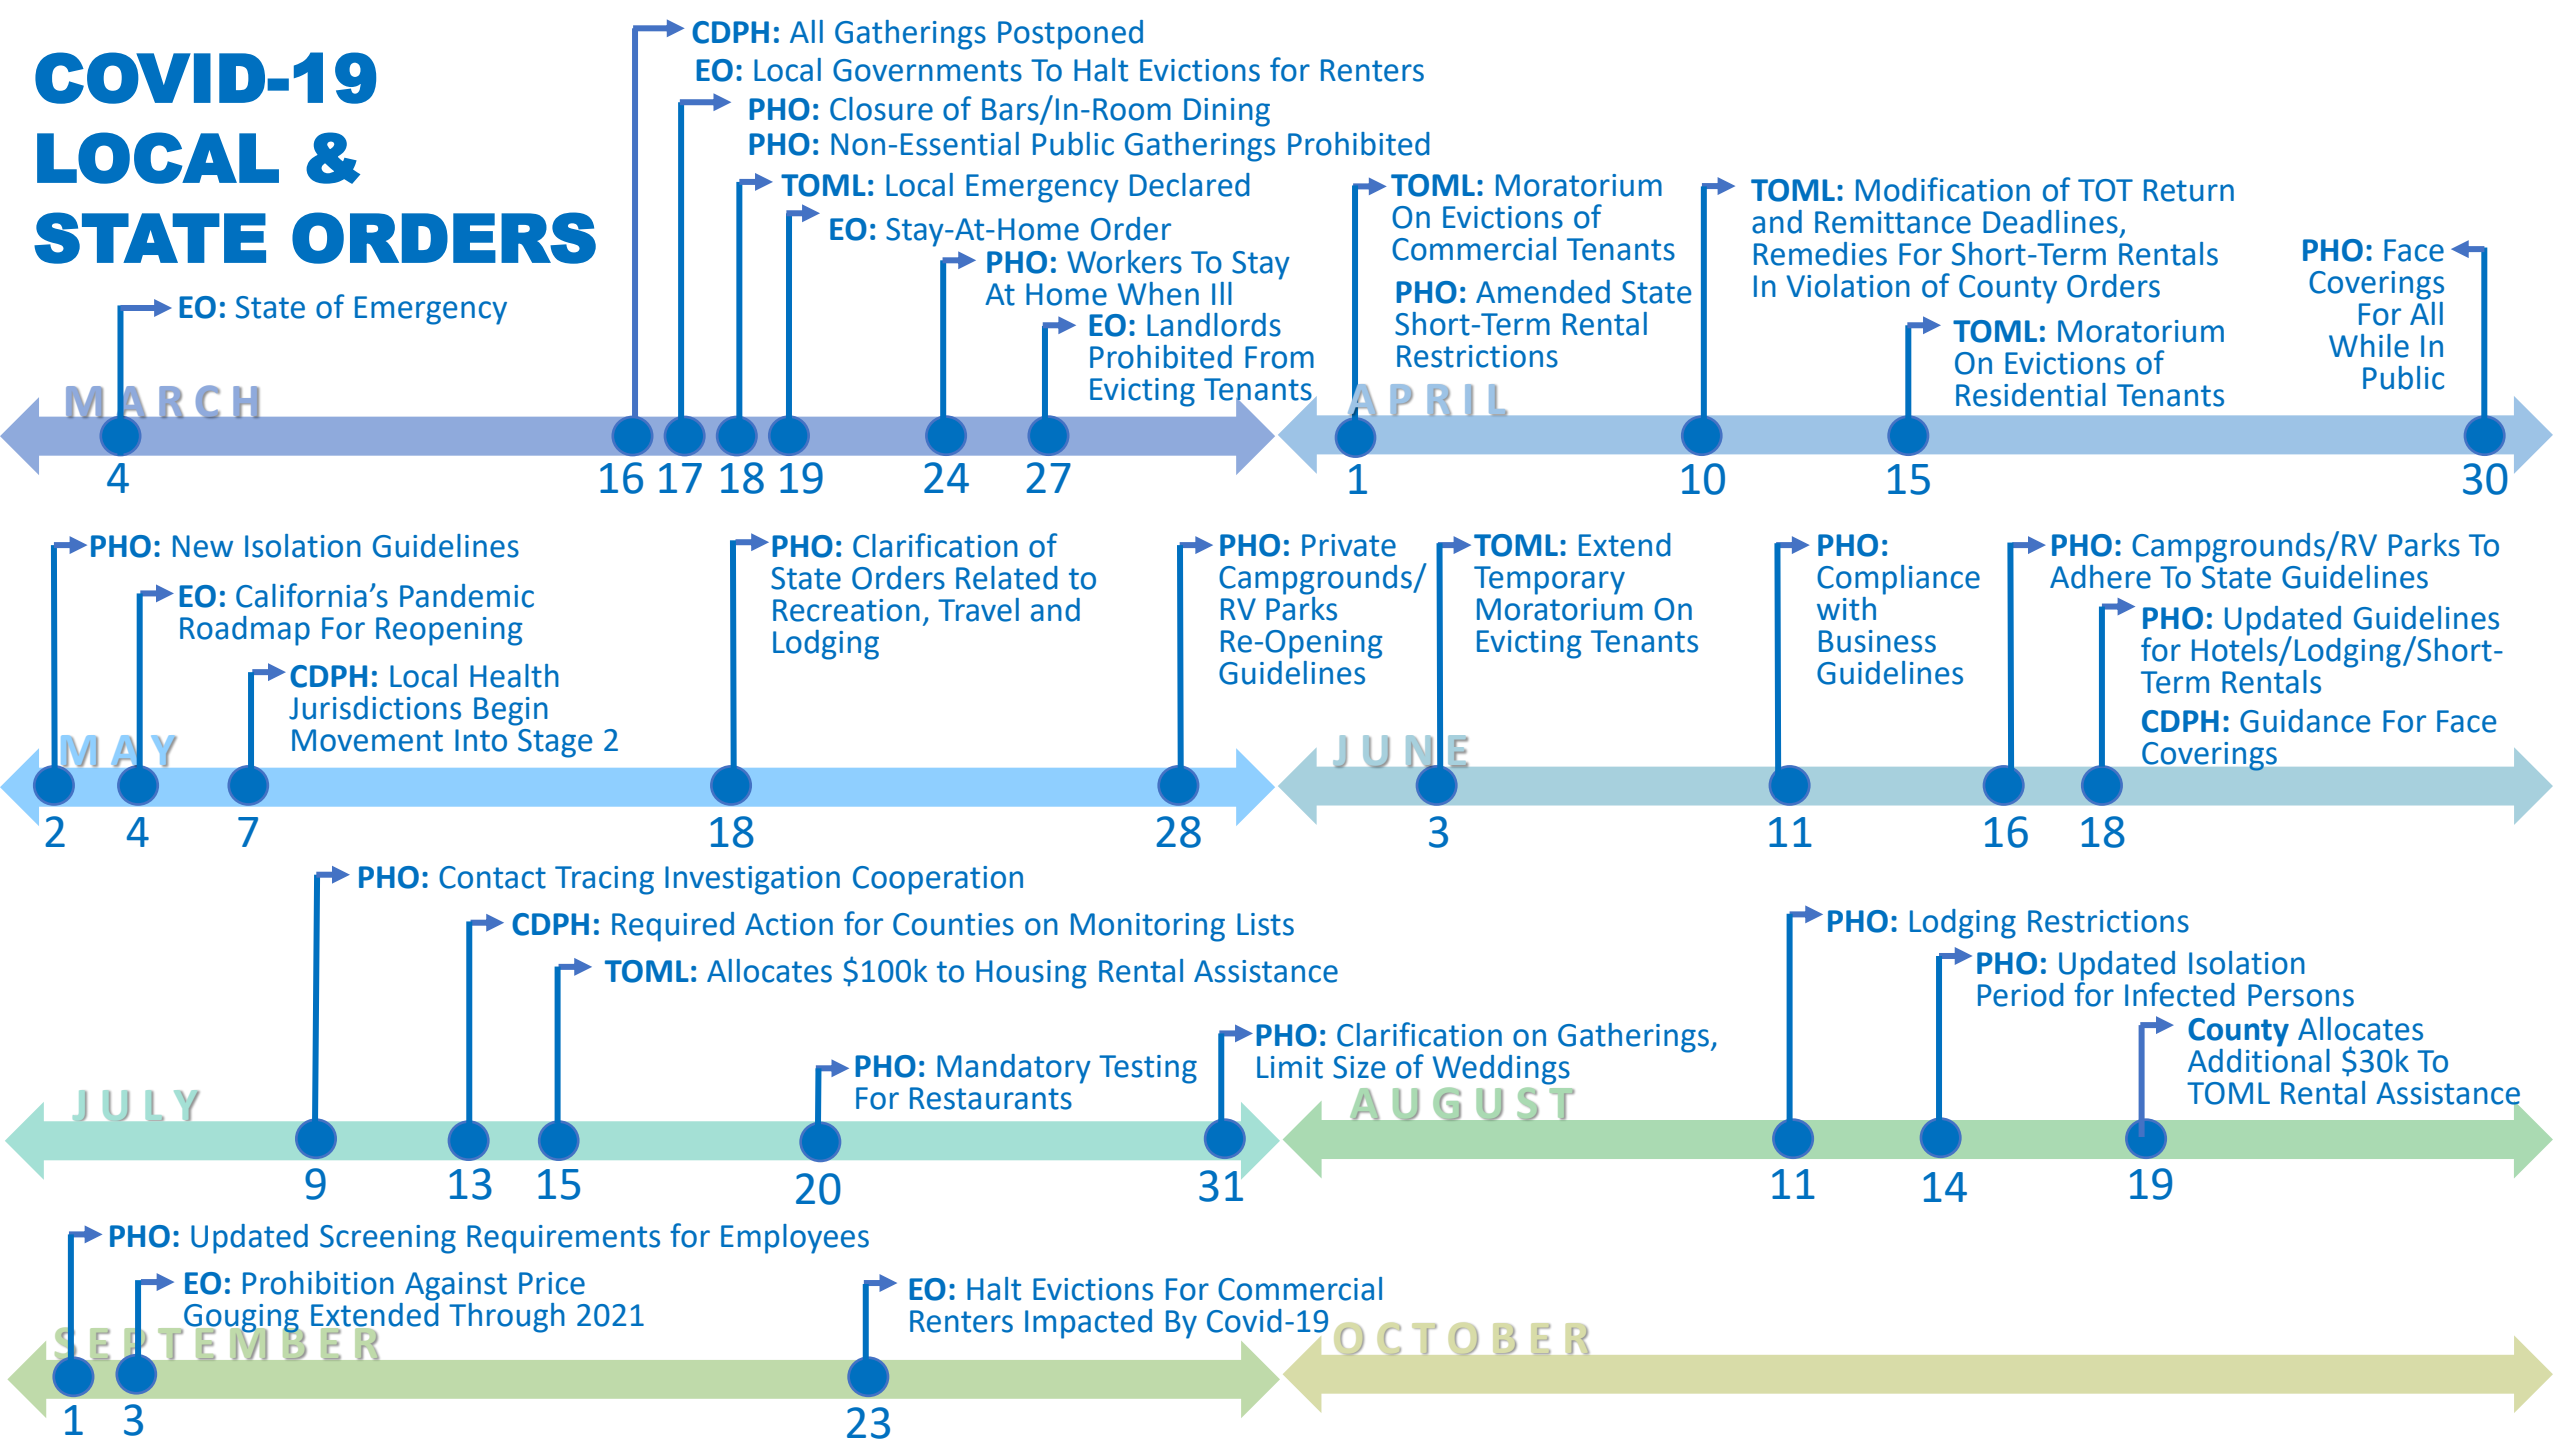 COVID-19
LOCAL &
STATE ORDERS
CDPH: All Gatherings Postponed
EO: Local Governments To Halt Evictions for Renters
PHO: Closure of Bars/In-Room Dining
PHO: Non-Essential Public Gatherings Prohibited
TOML: Local Emergency Declared
EO: Stay-At-Home Order
PHO: Workers To Stay
At Home When Ill
EO: Landlords
Prohibited From
Evicting Tenants
EO: State of Emergency
MARCH
4
16
17
18
19
24
27
TOML: Moratorium
On Evictions of
Commercial Tenants
PHO: Amended State
Short-Term Rental
Restrictions
TOML: Modification of TOT Return
and Remittance Deadlines,
Remedies For Short-Term Rentals
In Violation of County Orders
TOML: Moratorium
On Evictions of
Residential Tenants
PHO: Face
Coverings
For All
While In
Public
APRIL
1
10
15
30
PHO: New Isolation Guidelines
EO: California's Pandemic
Roadmap For Reopening
CDPH: Local Health
Jurisdictions Begin
Movement Into Stage 2
PHO: Clarification of
State Orders Related to
Recreation, Travel and
Lodging
PHO: Private
Campgrounds/
RV Parks
Re-Opening
Guidelines
MAY
2
4
7
18
28
TOML: Extend
Temporary
Moratorium On
Evicting Tenants
PHO:
Compliance
with
Business
Guidelines
PHO: Campgrounds/RV Parks To
Adhere To State Guidelines
PHO: Updated Guidelines
for Hotels/Lodging/Short-
Term Rentals
CDPH: Guidance For Face
Coverings
JUNE
3
11
16
18
PHO: Contact Tracing Investigation Cooperation
CDPH: Required Action for Counties on Monitoring Lists
TOML: Allocates $100k to Housing Rental Assistance
PHO: Mandatory Testing
For Restaurants
PHO: Clarification on Gatherings,
Limit Size of Weddings
JULY
9
13
15
20
31
PHO: Lodging Restrictions
PHO: Updated Isolation
Period for Infected Persons
County Allocates
Additional $30k To
TOML Rental Assistance
AUGUST
11
14
19
PHO: Updated Screening Requirements for Employees
EO: Prohibition Against Price
Gouging Extended Through 2021
EO: Halt Evictions For Commercial
Renters Impacted By Covid-19
SEPTEMBER
1
3
23
OCTOBER